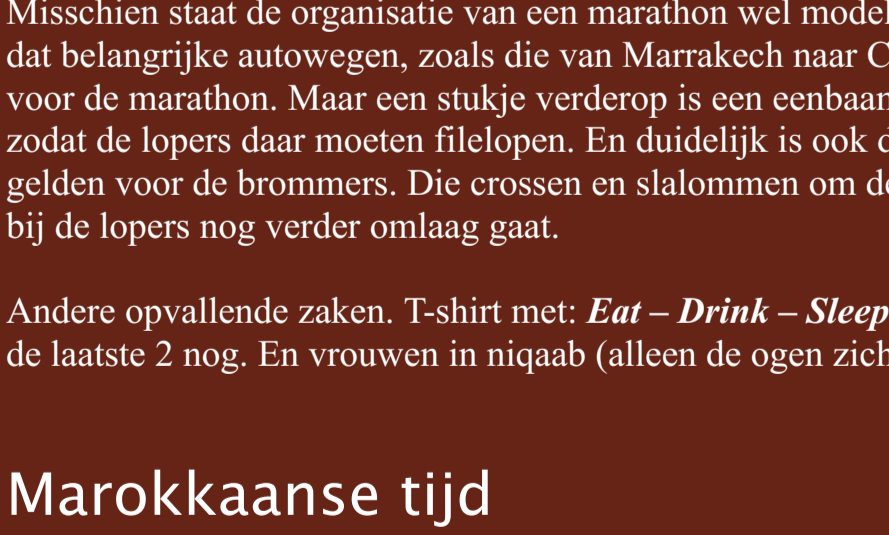 Misschien staat de organisatie van een marathon wel model
dat belangrijke autowegen, zoals die van Marrakech naar C
voor de marathon. Maar een stukje verderop is een eenbaan
zodat de lopers daar moeten filelopen. En duidelijk is ook d
gelden voor de brommers. Die crossen en slalommen om de
bij de lopers nog verder omlaag gaat.
Andere opvallende zaken. T-shirt met: Eat – Drink – Sleep
de laatste 2 nog. En vrouwen in niqaab (alleen de ogen zich
Marokkaanse tijd